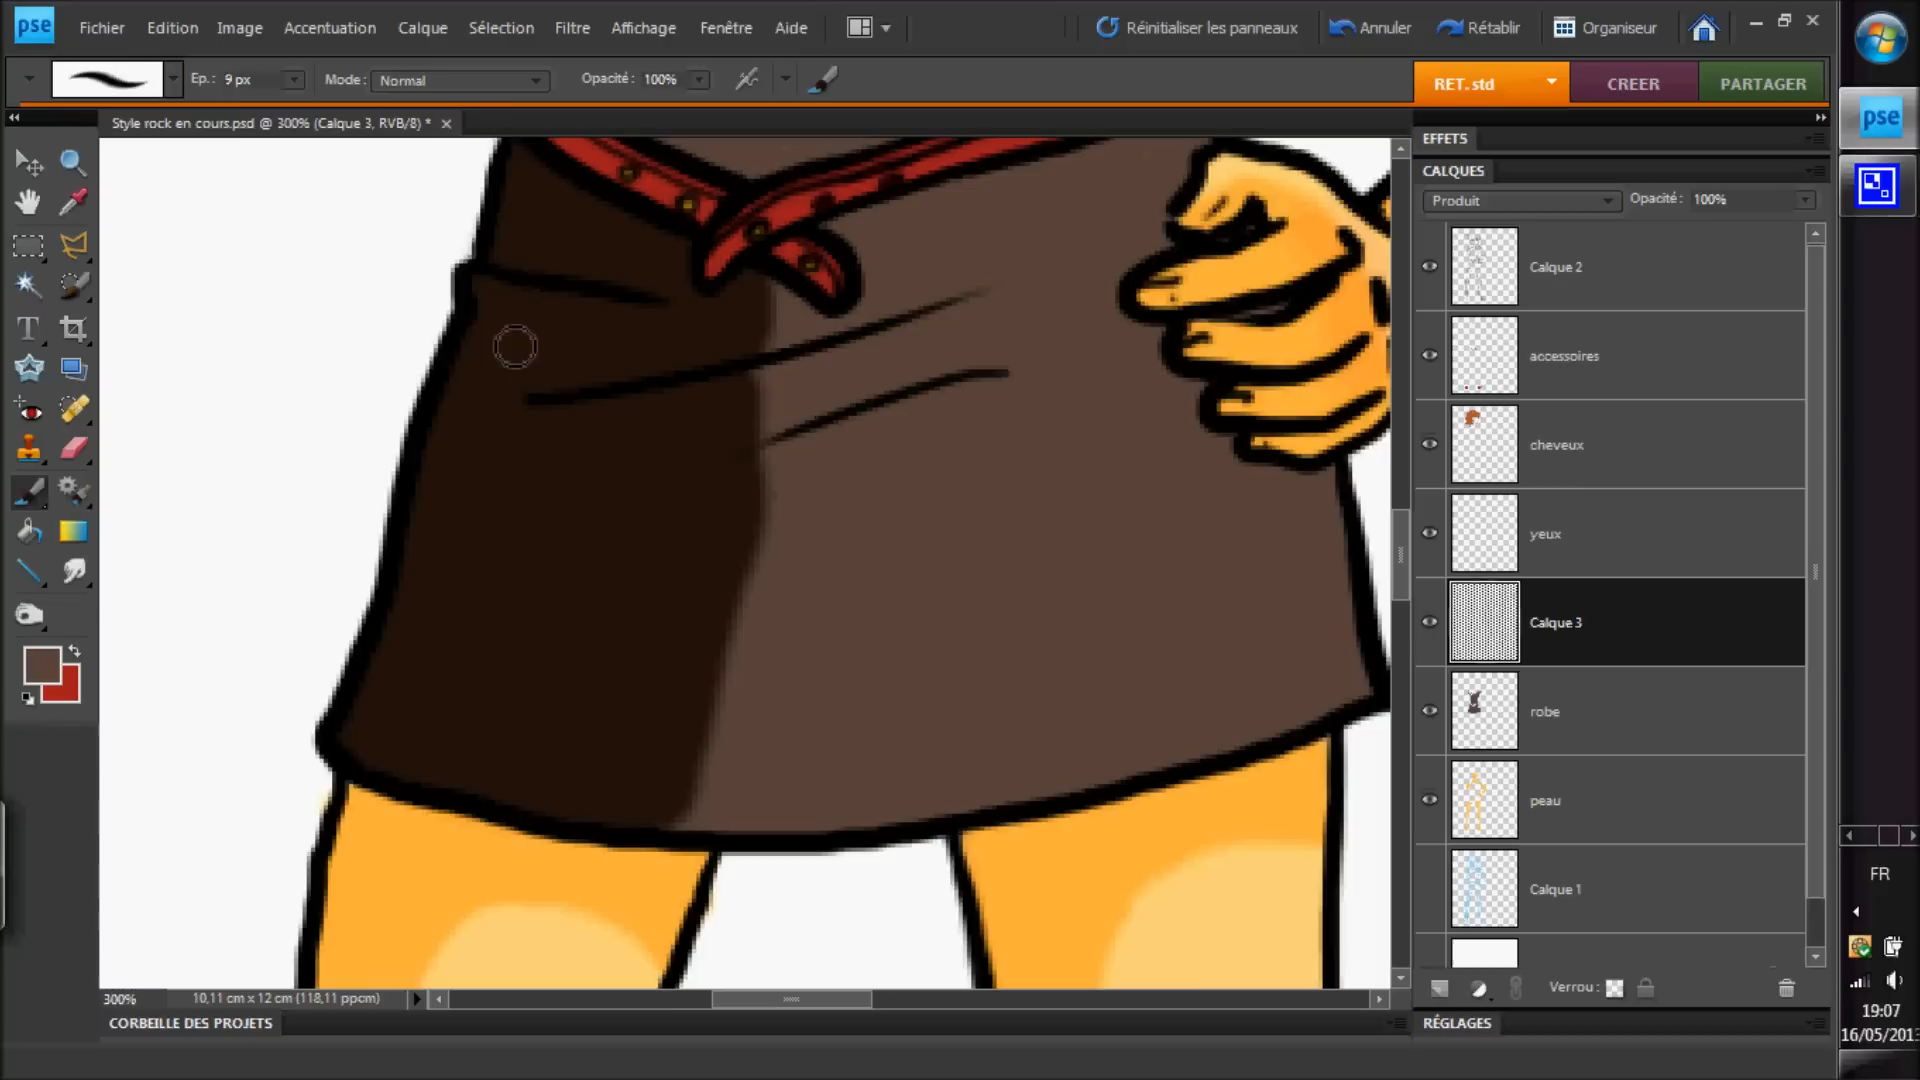 pse Fichier Edition Image Accentuation Calque Sélection Filtre Affichage Fenêtre Aide Réinitialiser les panneaux Annuler Rétablir Organiseur
Ep.: 9 px Mode: Normal Opacité: 100% RET. std CREER PARTAGER
Style rock en cours.psd @ 300% (Calque 3, RVB/8) *
EFFETS
pse
CALQUES
Produit Opacité: 100%
Calque 2
accessoires
T
cheveux
yeux
Calque 3
robe
peau
Calque 1
FR
Verrou :
300% 10,11 cm x 12 cm (118,11 ppcm)
19:07
CORBEILLE DES PROJETS
RÉGLAGES
16/05/201